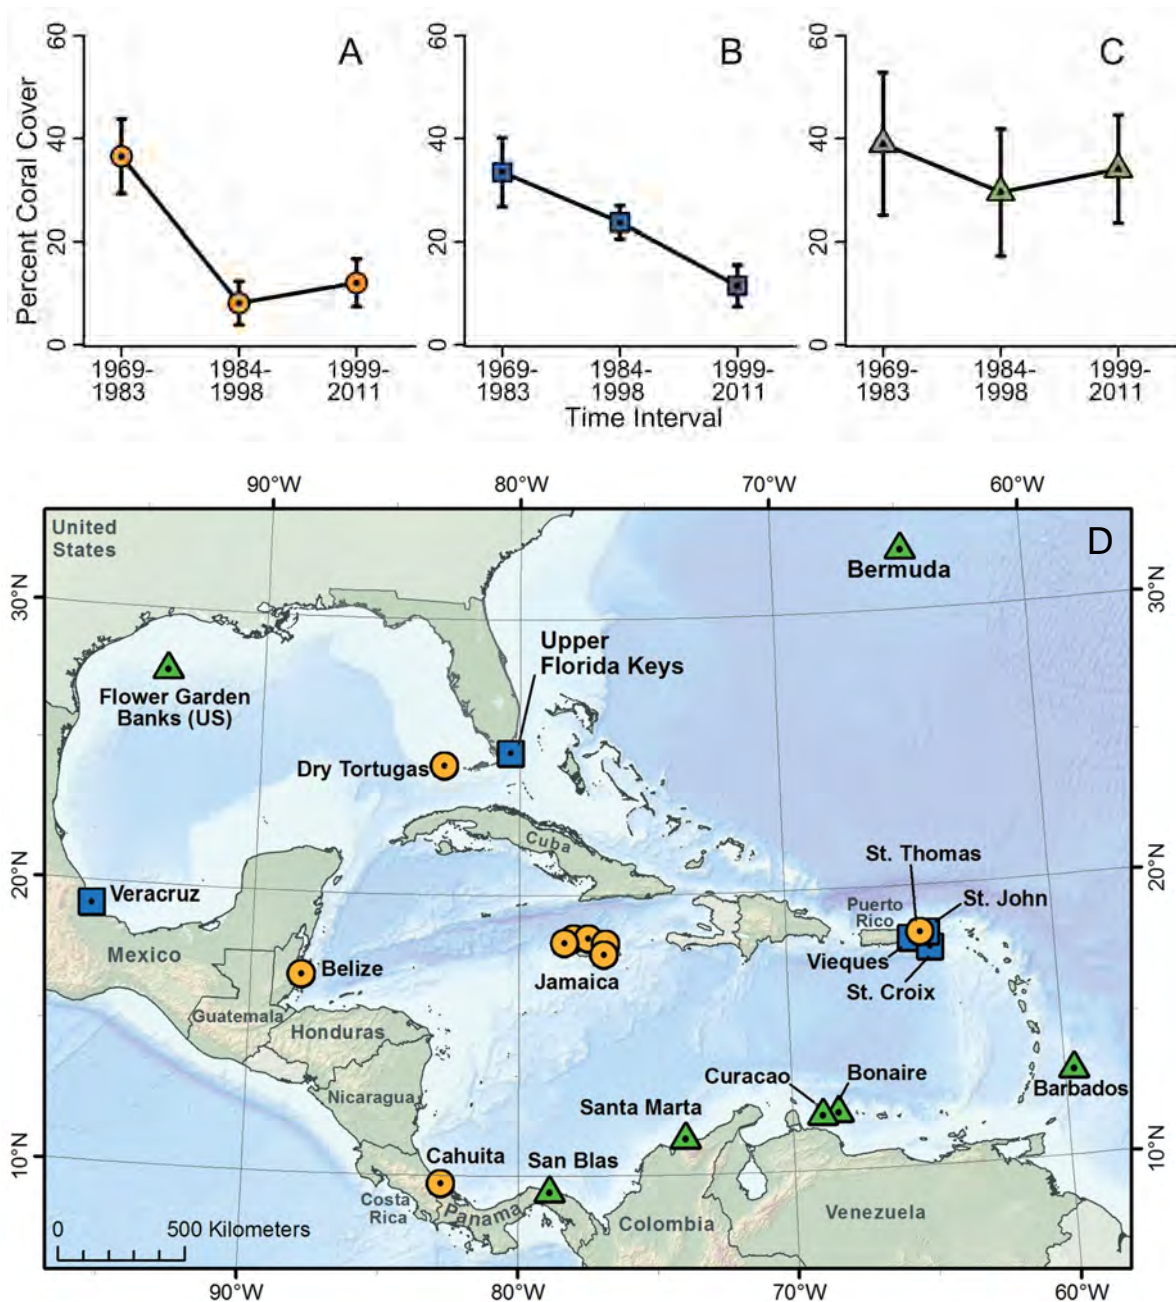 A
B
C
60
40
20
0
Percent Coral Cover
1969-
1983
1984-
1998
1999-
2011
60
40
20
0
1969-
1983
1984-
1998
1999-
2011
60
40
20
0
1969-
1983
1984-
1998
1999-
2011
Time Interval
90°W
80°W
70°W
60°W
United
States
D
Bermuda
30°N
30°N
Upper
Florida Keys
Flower Garden
Banks (US)
Dry Tortugas
Cuba
St. Thomas
20°N
20°N
Veracruz
St. John
Puerto
Rico
Mexico
Belize
Vieques
Jamaica
St. Croix
Guatemala
Honduras
Curacao
Bonaire
Barbados
Nicaragua
Santa Marta
10°N
10°N
Cahuita
San Blas
Costa
Rica
Panama
Colombia
Venezuela
0
500 Kilometers
90°W
80°W
70°W
60°W